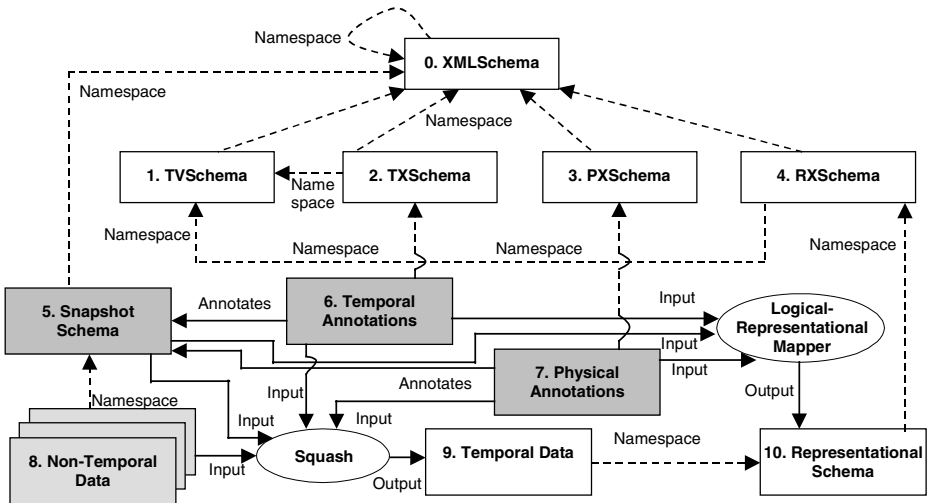 Namespace
0. XMLSchema
Namespace
Namespace
1. TVSchema
Name
space
2. TXSchema
3. PXSchema
4. RXSchema
Namespace
Namespace
Namespace
Namespace
5. Snapshot
Schema
Annotates
6. Temporal
Annotations
Input
Logical-
Representational
Mapper
Input
Input
7. Physical
Annotations
Annotates
Input
Output
Namespace
Input
Input
8. Non-Temporal
Data
Input
Squash
Output
9. Temporal Data
Namespace
10. Representational
Schema